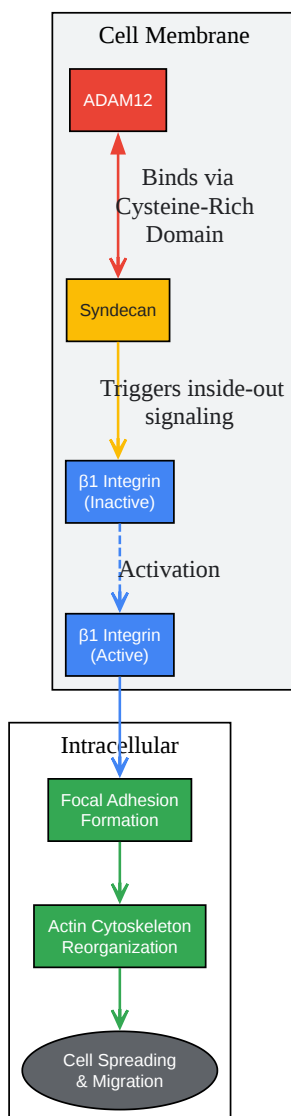 Cell Membrane
ADAM12
Binds via
Cysteine-Rich
Domain
Syndecan
Triggers inside-out
signaling
β1 Integrin
(Inactive)
Activation
β1 Integrin
(Active)
Intracellular
Focal Adhesion
Formation
Actin Cytoskeleton
Reorganization
Cell Spreading
& Migration